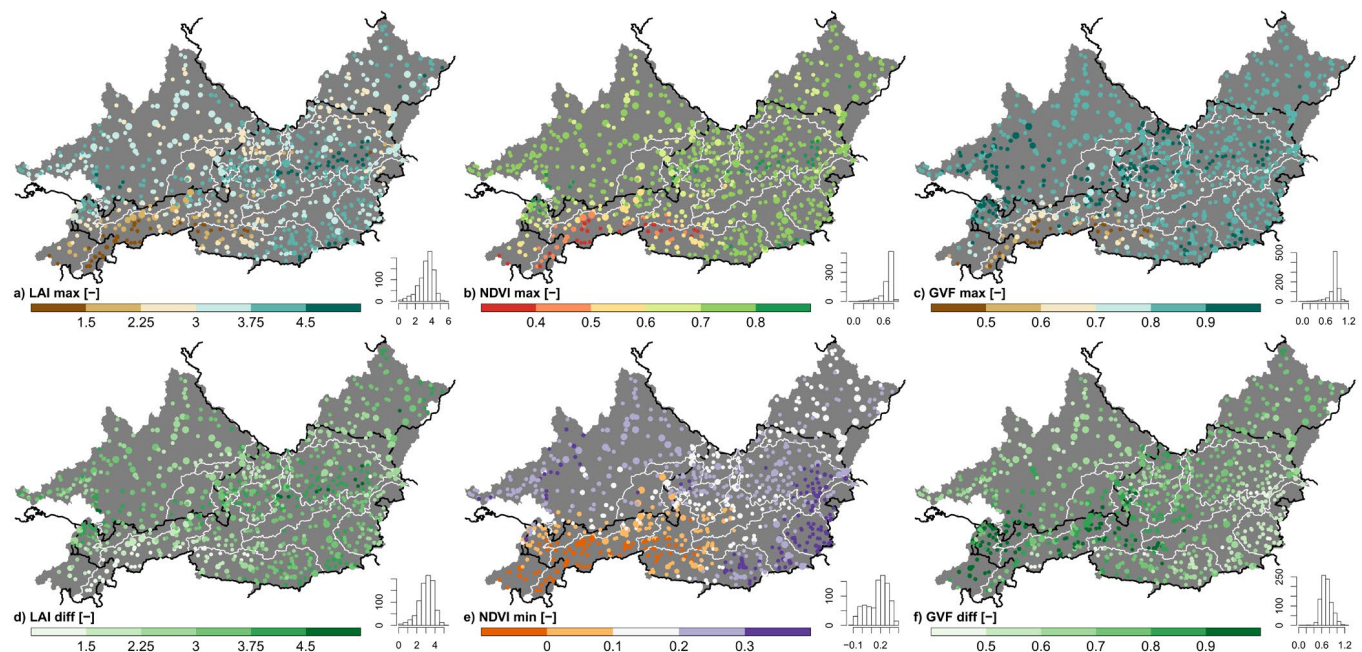 500
300
100
0
0.0 0.6
a) LAI max [−]
1.5 2.25 3 3.75 4.5
100
0
0 2 4 6
b) NDVI max [−]
0.4 0.5 0.6 0.7 0.8
c) GVF max [−]
0.5 0.6 0.7 0.8 0.9
500
300
100
0
0.0 0.6 1.2
d) LAI diff [−]
1.5 2.25 3 3.75 4.5
100
0
0 2 4
e) NDVI min [−]
0 0.1 0.2 0.3
100
0
−0.1 0.2
f) GVF diff [−]
0.5 0.6 0.7 0.8 0.9
250
100
0
0.0 0.6 1.2